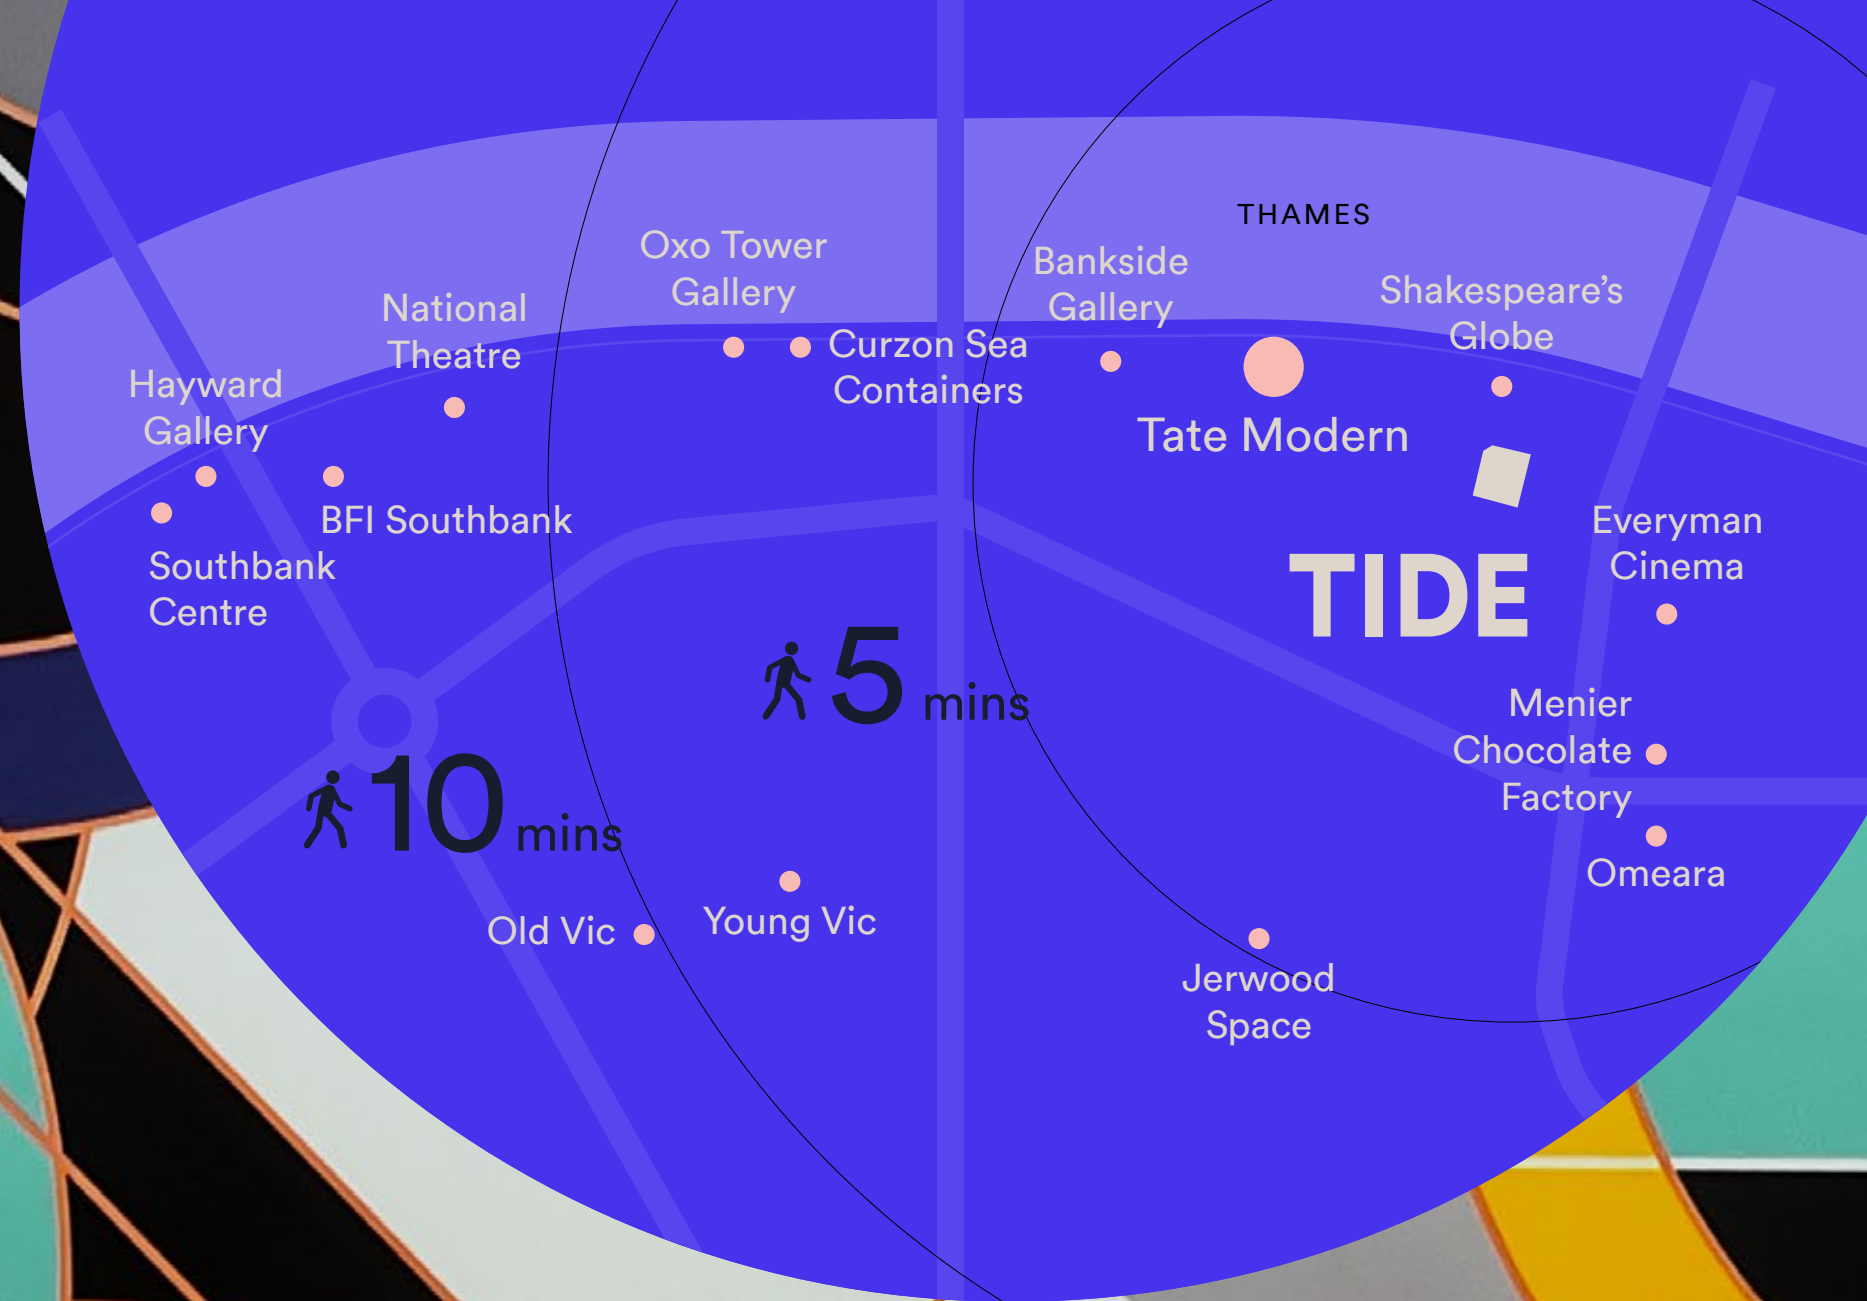 THAMES
Oxo Tower
Gallery
Bankside
Gallery
Shakespeare’s
Globe
National
Theatre
Curzon Sea
Containers
Hayward
Gallery
Tate Modern
BFI Southbank
Southbank
Centre
Everyman
Cinema
TIDE
5 mins
Menier
Chocolate
Factory
10 mins
Omeara
Old Vic
Young Vic
Jerwood
Space